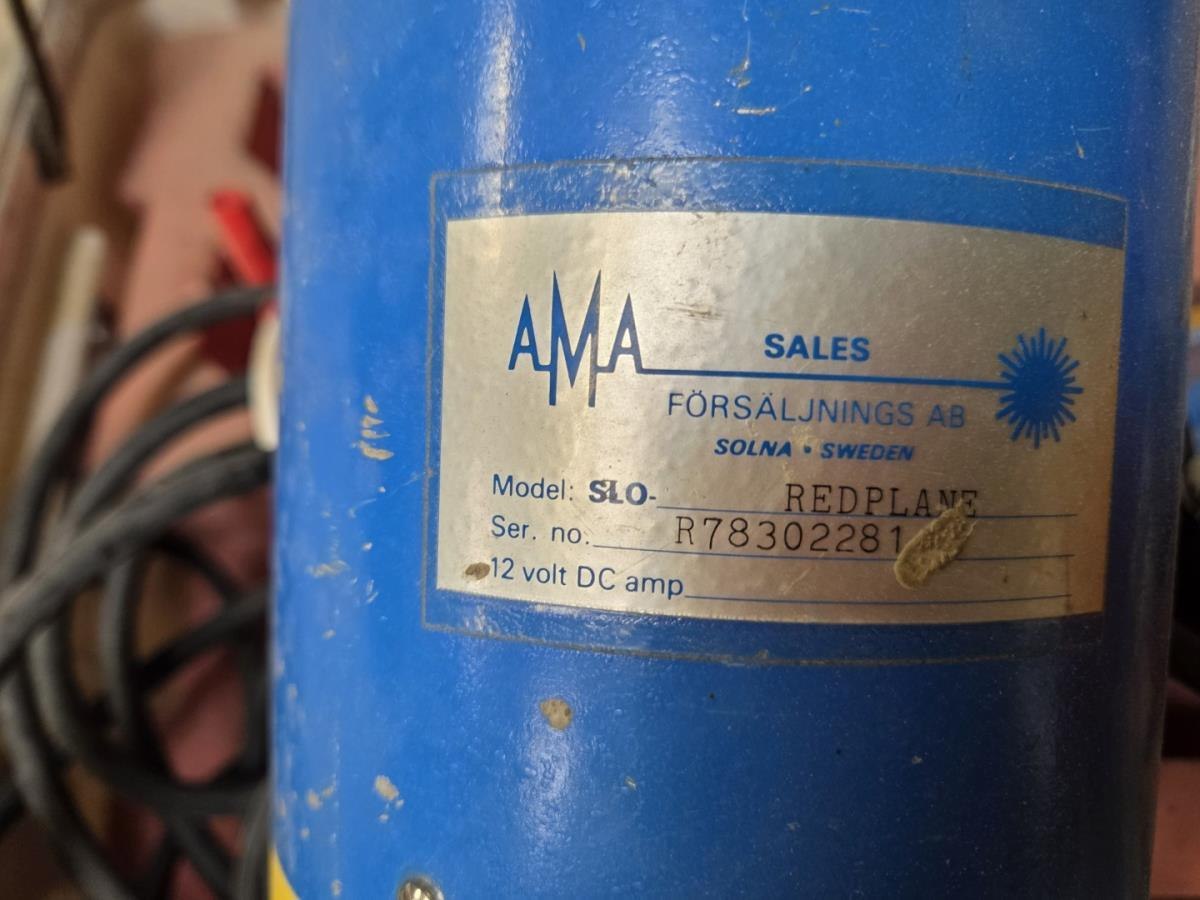 AMA
SALES
FÖRSÄLJNINGS AB
SOLNA • SWEDEN
Model: SLO- REDPLANE
Ser. no. R78302281
12 volt DC amp